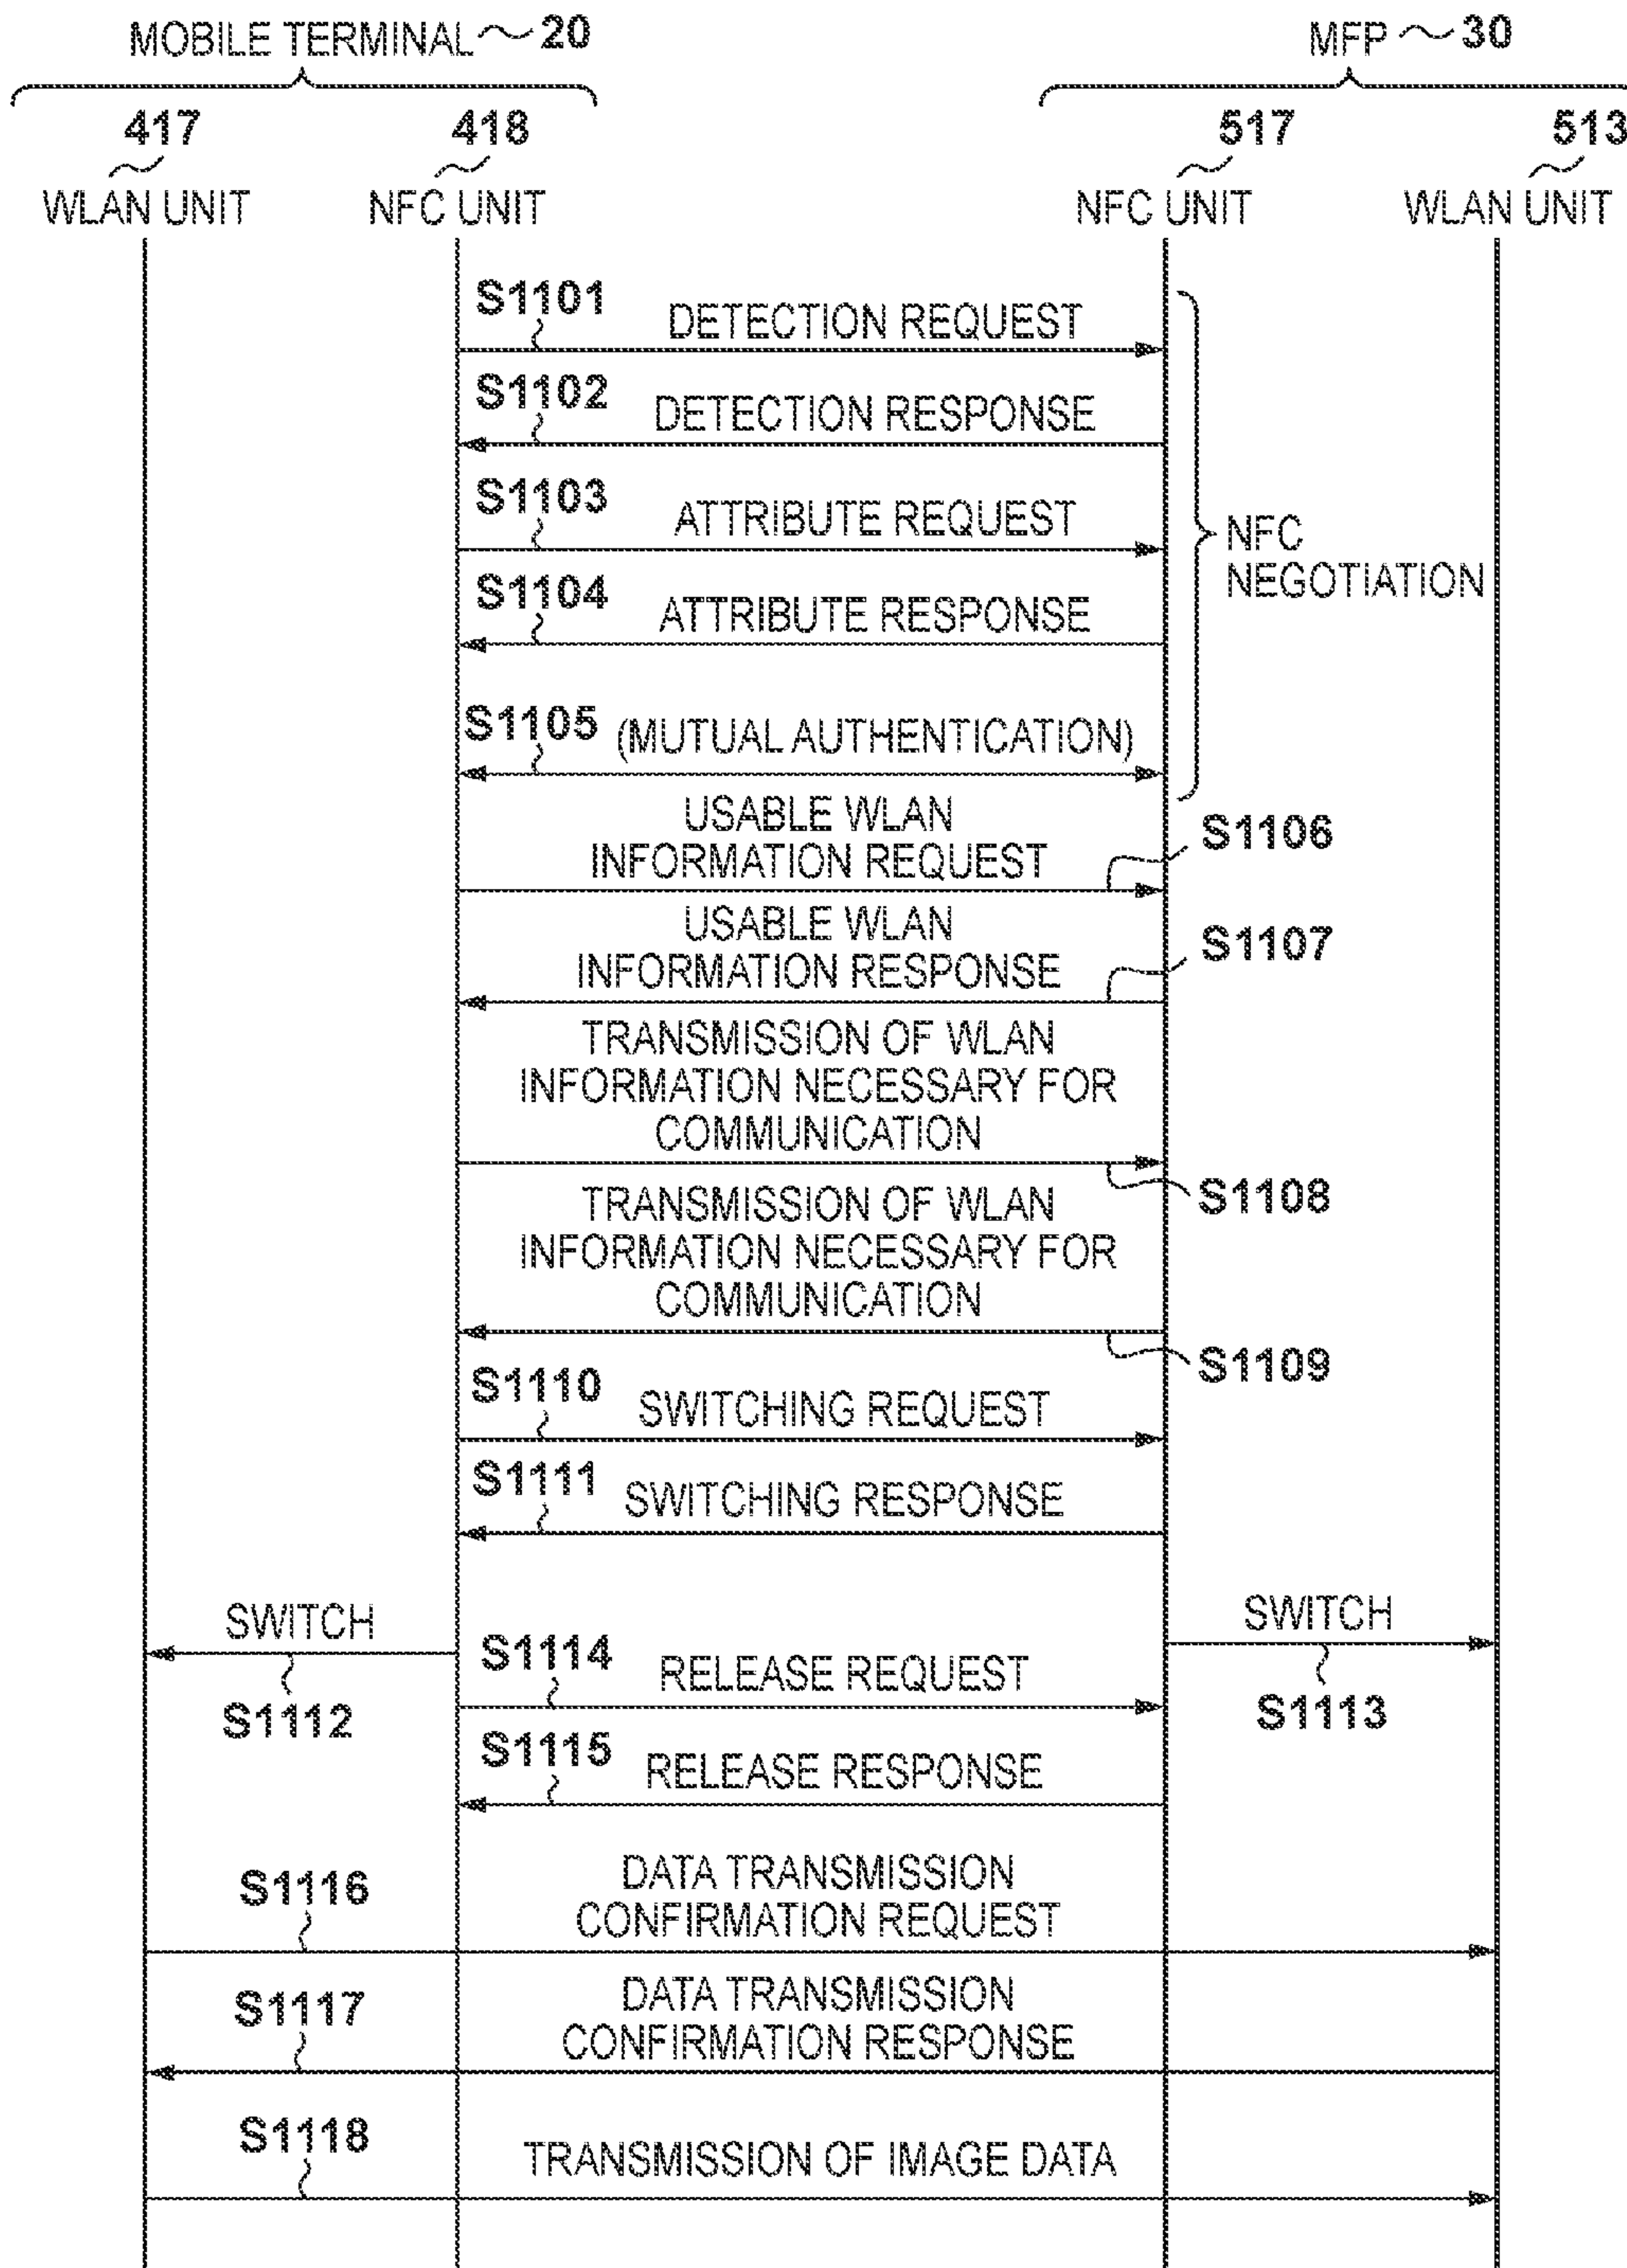 MOBILE TERMINAL 20
MFP 30
417
418
517
513
WLAN UNIT
NFC UNIT
NFC UNIT
WLAN UNIT
S1101
DETECTION REQUEST
S1102
DETECTION RESPONSE
S1103
ATTRIBUTE REQUEST
NFC
NEGOTIATION
S1104
ATTRIBUTE RESPONSE
S1105
(MUTUAL AUTHENTICATION)
USABLE WLAN
INFORMATION REQUEST
S1106
USABLE WLAN
INFORMATION RESPONSE
S1107
TRANSMISSION OF WLAN
INFORMATION NECESSARY FOR
COMMUNICATION
S1108
TRANSMISSION OF WLAN
INFORMATION NECESSARY FOR
COMMUNICATION
S1109
S1110
SWITCHING REQUEST
S1111
SWITCHING RESPONSE
SWITCH
S1112
SWITCH
S1113
S1114
RELEASE REQUEST
S1115
RELEASE RESPONSE
S1116
DATA TRANSMISSION
CONFIRMATION REQUEST
S1117
DATA TRANSMISSION
CONFIRMATION RESPONSE
S1118
TRANSMISSION OF IMAGE DATA